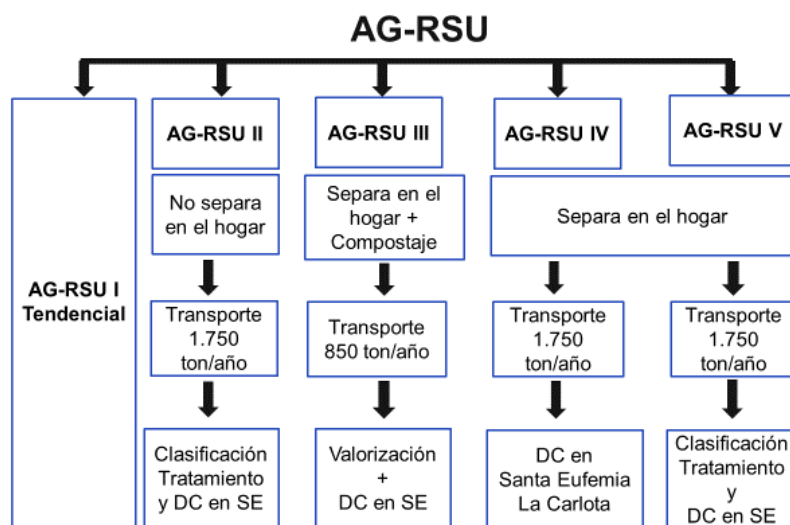 AG-RSU
AG-RSU I
Tendencial
AG-RSU II
No separa
en el hogar
Transporte
1.750
ton/año
Clasificación
Tratamiento
y DC en SE
AG-RSU III
Separa en el
hogar +
Compostaje
Transporte
850 ton/año
Valorización
+
DC en SE
AG-RSU IV
AG-RSU V
Separa en el hogar
Transporte
1.750
ton/año
DC en
Santa Eufemia
La Carlota
Transporte
1.750
ton/año
Clasificación
Tratamiento
y
DC en SE